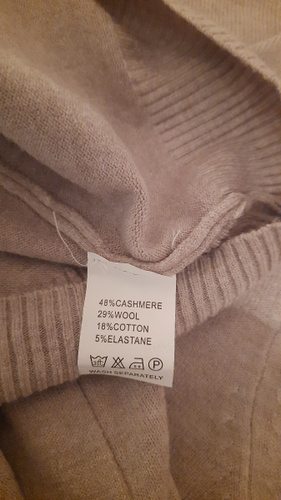 48%CASHMERE
29%WOOL
18%COTTON
5%ELASTANE
P
WASH SEPARATELY